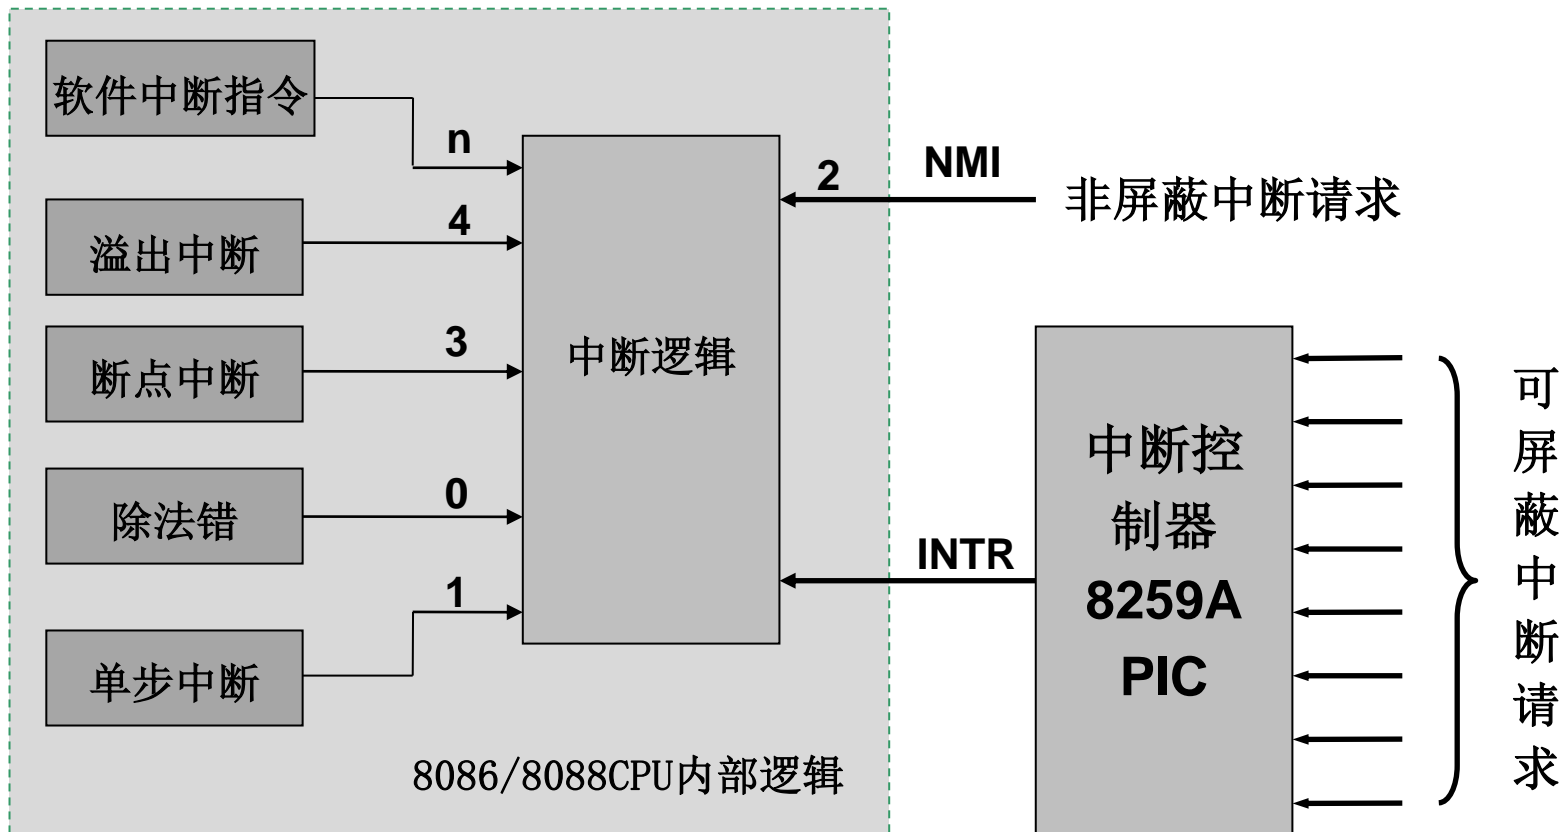 软件中断指令
n
溢出中断
4
断点中断
3
除法错
0
单步中断
1
中断逻辑
8086/8088CPU内部逻辑
2
NMI
非屏蔽中断请求
INTR
中断控
制器
8259A
PIC
可屏蔽中断请求